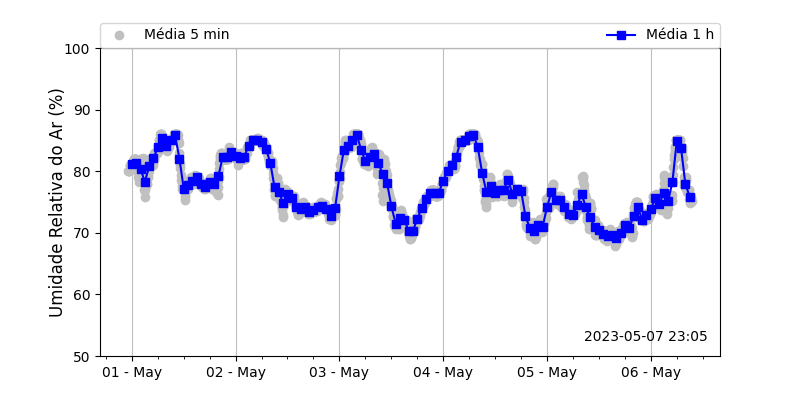 Média 5 min
Média 1 h
Umidade Relativa do Ar (%)
100
90
80
70
60
50
2023-05-07 23:05
01 - May
02 - May
03 - May
04 - May
05 - May
06 - May